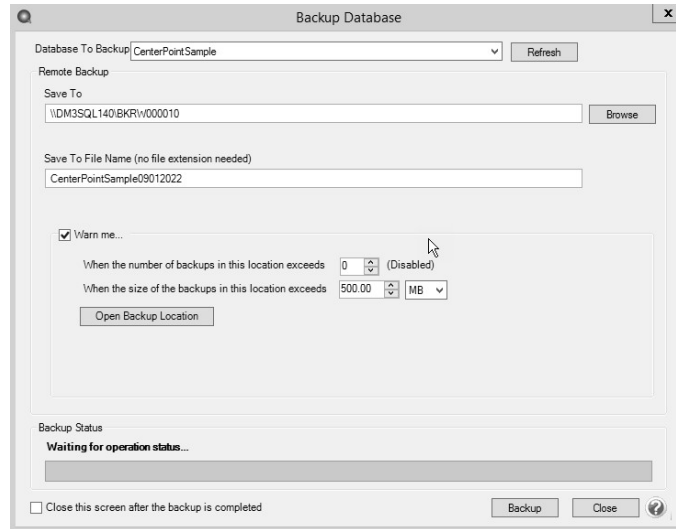 Backup Database
x
Database To Backup CenterPointSample Refresh
Remote Backup
Save To
\\DM3SQL140\BKRW000010 Browse
Save To File Name (no file extension needed)
CenterPointSample09012022
Warn me...
When the number of backups in this location exceeds 0 (Disabled)
When the size of the backups in this location exceeds 500.00 MB
Open Backup Location
Backup Status
Waiting for operation status...
Close this screen after the backup is completed Backup Close ?